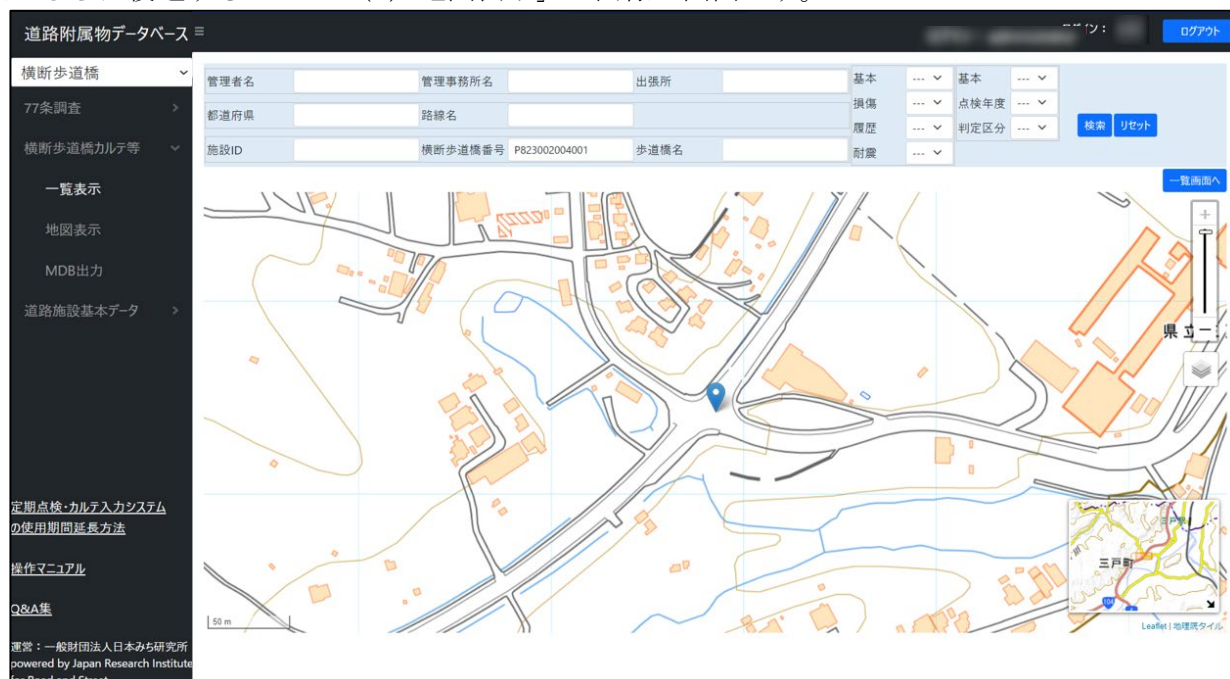 道路附属物データベース
ログアウト
横断歩道橋
管理者名 管理事務所名 出張所 基本 --- 基本 ---
77条調査
都道府県 路線名 損傷 --- 点検年度 ---
履歴 --- 判定区分 --- 検索 リセット
横断歩道橋カルテ等
施設ID 横断歩道橋番号 P823002004001 歩道橋名 耐震 ---
一覧画面へ
一覧表示
地図表示
MDB出力
道路施設基本データ
県立
三戸町
50 m
Leaflet | 地理院タイル
定期点検・カルテ入力システム
の使用期間延長方法
操作マニュアル
Q&A集
運営：一般財団法人日本みち研究所
powered by Japan Research Institute
for Road and Street